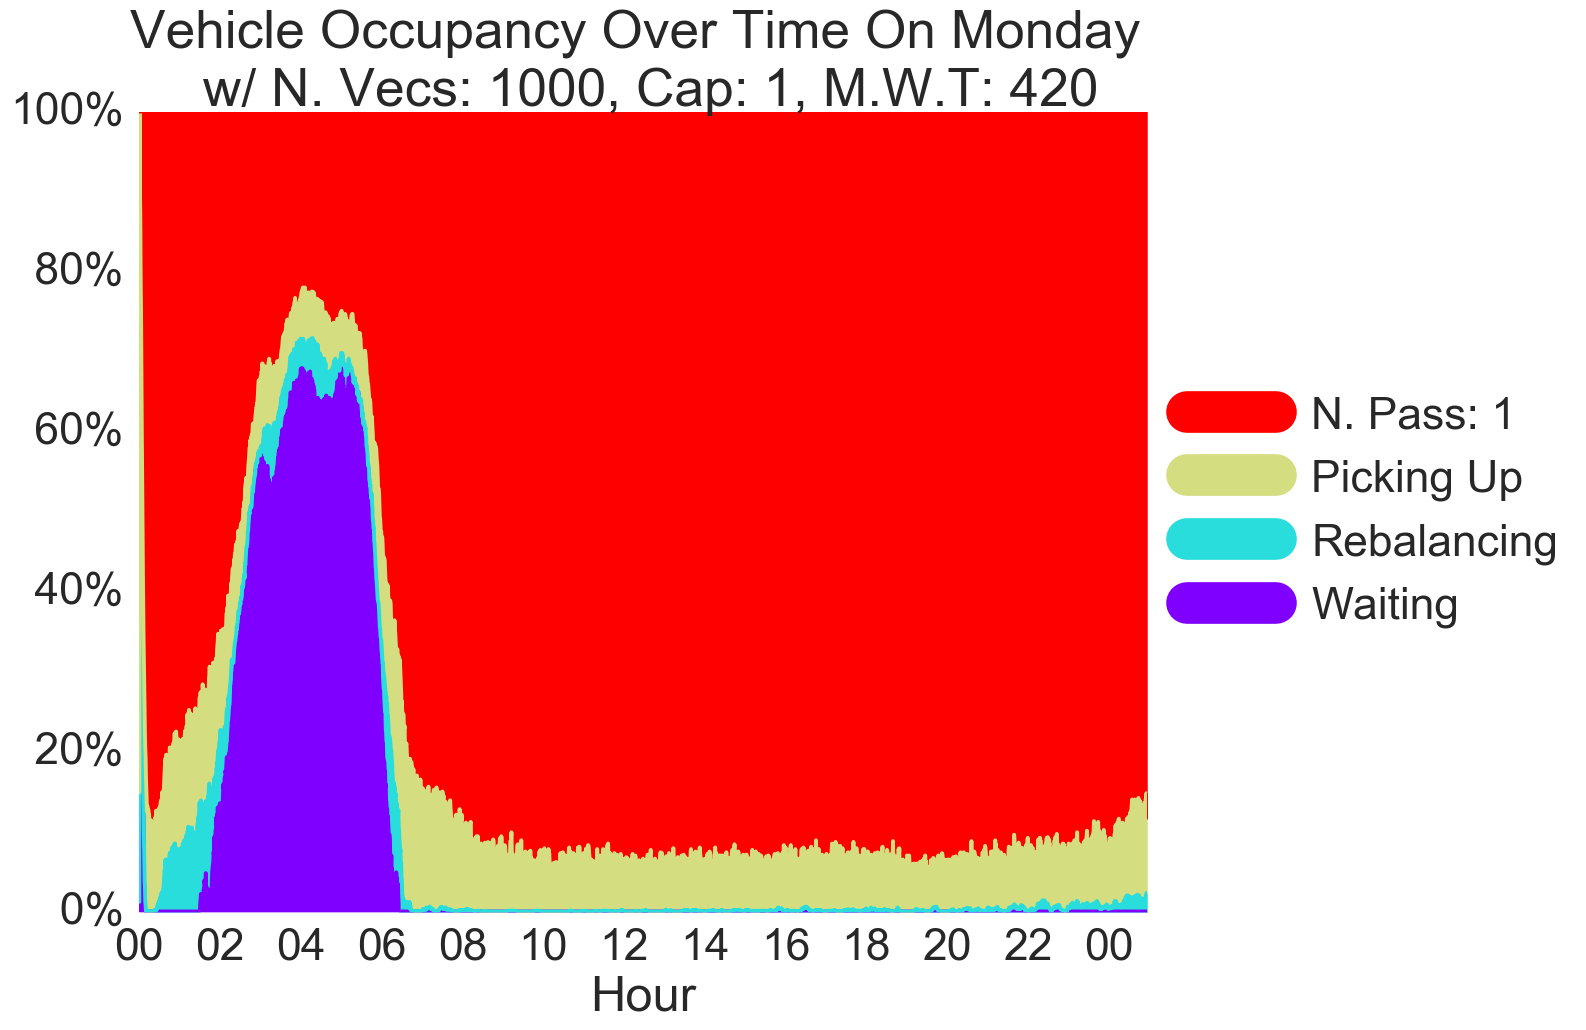 Vehicle Occupancy Over Time On Monday
w/ N. Vecs: 1000, Cap: 1, M.W.T: 420
100%
80%
60%
40%
20%
0%
00 02 04 06 08 10 12 14 16 18 20 22 00
Hour
N. Pass: 1
Picking Up
Rebalancing
Waiting